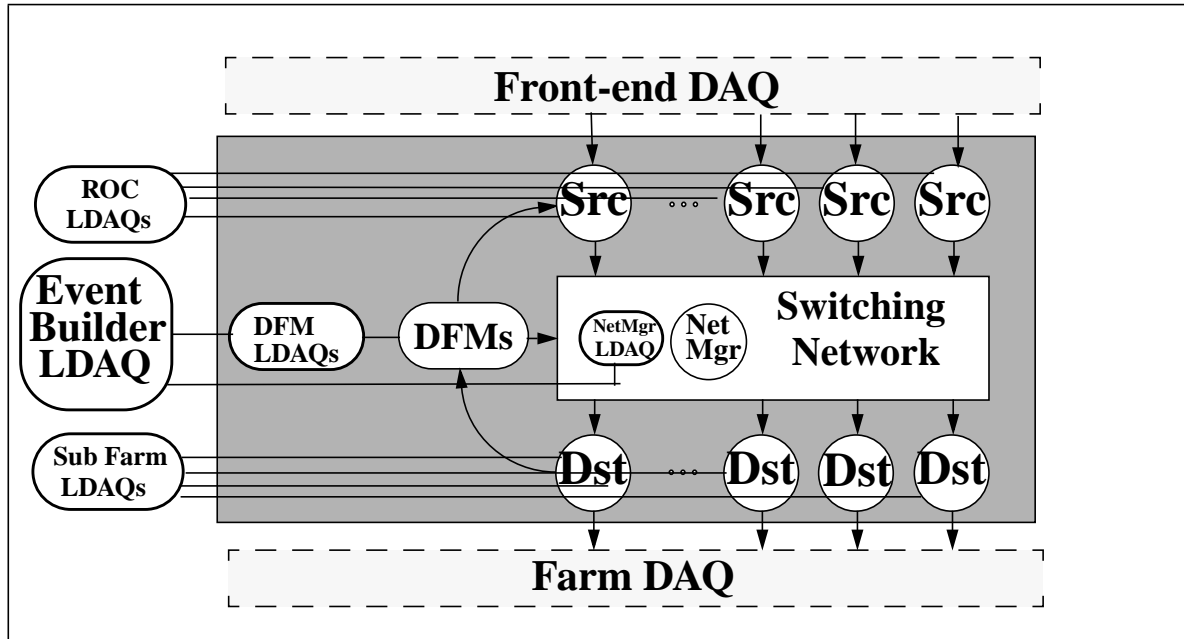 Front-end DAQ
ROC
LDAQs
Src
° ° °
Src
Src
Src
Event
Builder
LDAQ
DFM
LDAQs
DFMs
NetMgr
LDAQ
Net
Mgr
Switching
Network
Sub Farm
LDAQs
Dst
° ° °
Dst
Dst
Dst
Farm DAQ